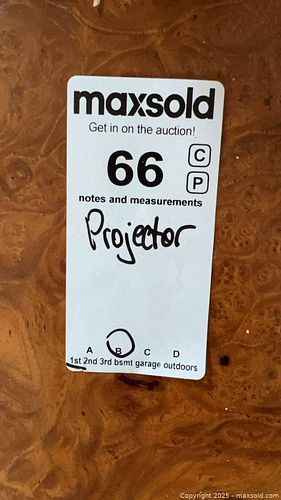 maxsold
Get in on the auction!
66 C
P
notes and measurements
Projector
A B C D
1st 2nd 3rd bsmt garage outdoors
Copyright 2025 - maxsold.com